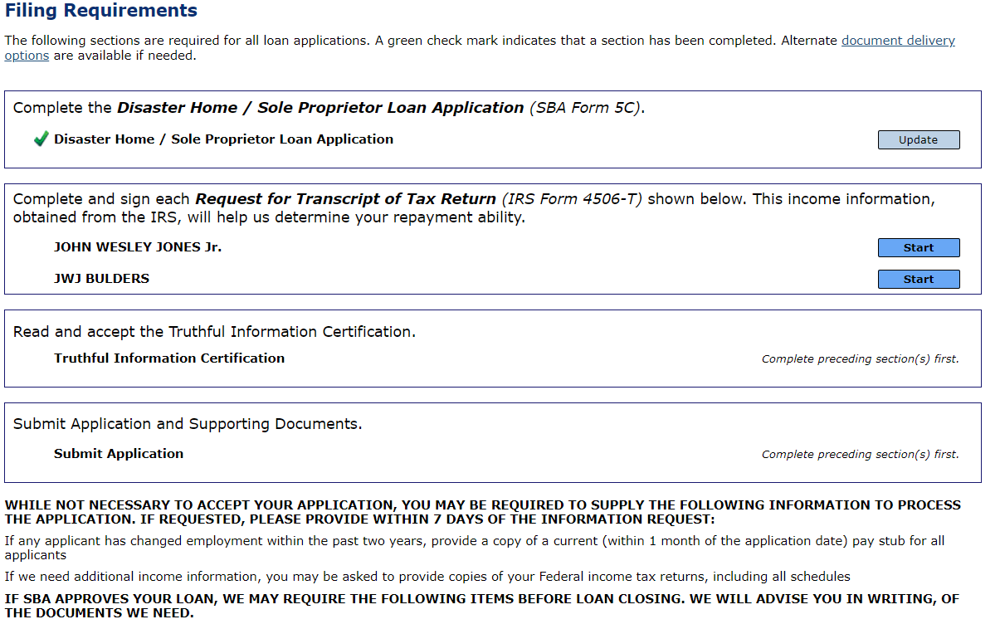 Filing Requirements
The following sections are required for all loan applications. A green check mark indicates that a section has been completed. Alternate document delivery
options are available if needed.
Complete the Disaster Home / Sole Proprietor Loan Application (SBA Form 5C).
Disaster Home / Sole Proprietor Loan Application
Update
Complete and sign each Request for Transcript of Tax Return (IRS Form 4506-T) shown below. This income information,
obtained from the IRS, will help us determine your repayment ability.
JOHN WESLEY JONES Jr.
Start
JWJ BULDERS
Start
Read and accept the Truthful Information Certification.
Truthful Information Certification
Complete preceding section(s) first.
Submit Application and Supporting Documents.
Submit Application
Complete preceding section(s) first.
WHILE NOT NECESSARY TO ACCEPT YOUR APPLICATION, YOU MAY BE REQUIRED TO SUPPLY THE FOLLOWING INFORMATION TO PROCESS
THE APPLICATION. IF REQUESTED, PLEASE PROVIDE WITHIN 7 DAYS OF THE INFORMATION REQUEST:
If any applicant has changed employment within the past two years, provide a copy of a current (within 1 month of the application date) pay stub for all
applicants
If we need additional income information, you may be asked to provide copies of your Federal income tax returns, including all schedules
IF SBA APPROVES YOUR LOAN, WE MAY REQUIRE THE FOLLOWING ITEMS BEFORE LOAN CLOSING. WE WILL ADVISE YOU IN WRITING, OF
THE DOCUMENTS WE NEED.